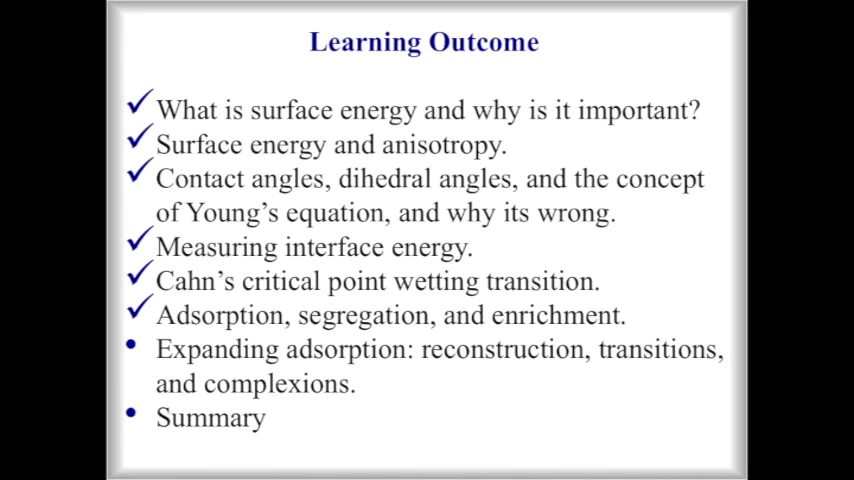 Learning Outcome
✓ What is surface energy and why is it important?
✓ Surface energy and anisotropy.
✓ Contact angles, dihedral angles, and the concept
of Young’s equation, and why its wrong.
✓ Measuring interface energy.
✓ Cahn’s critical point wetting transition.
✓ Adsorption, segregation, and enrichment.
• Expanding adsorption: reconstruction, transitions,
and complexions.
• Summary